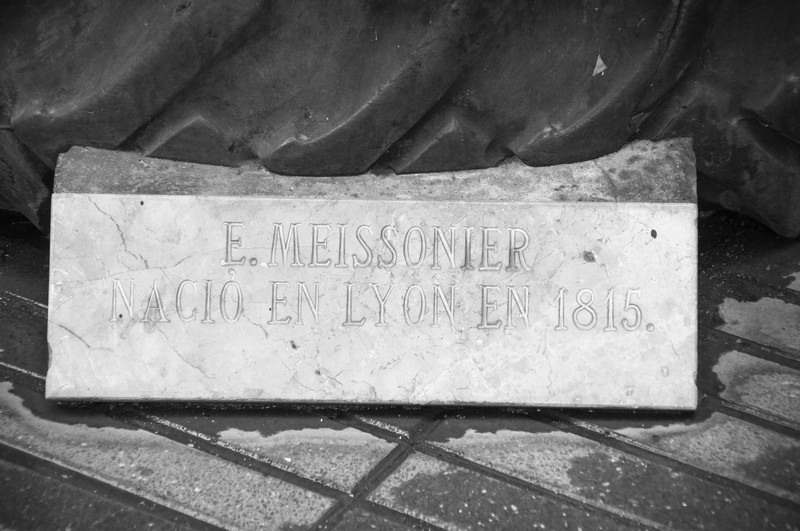 E. MEISSONIER
NACIÓ EN LYON EN 1815.